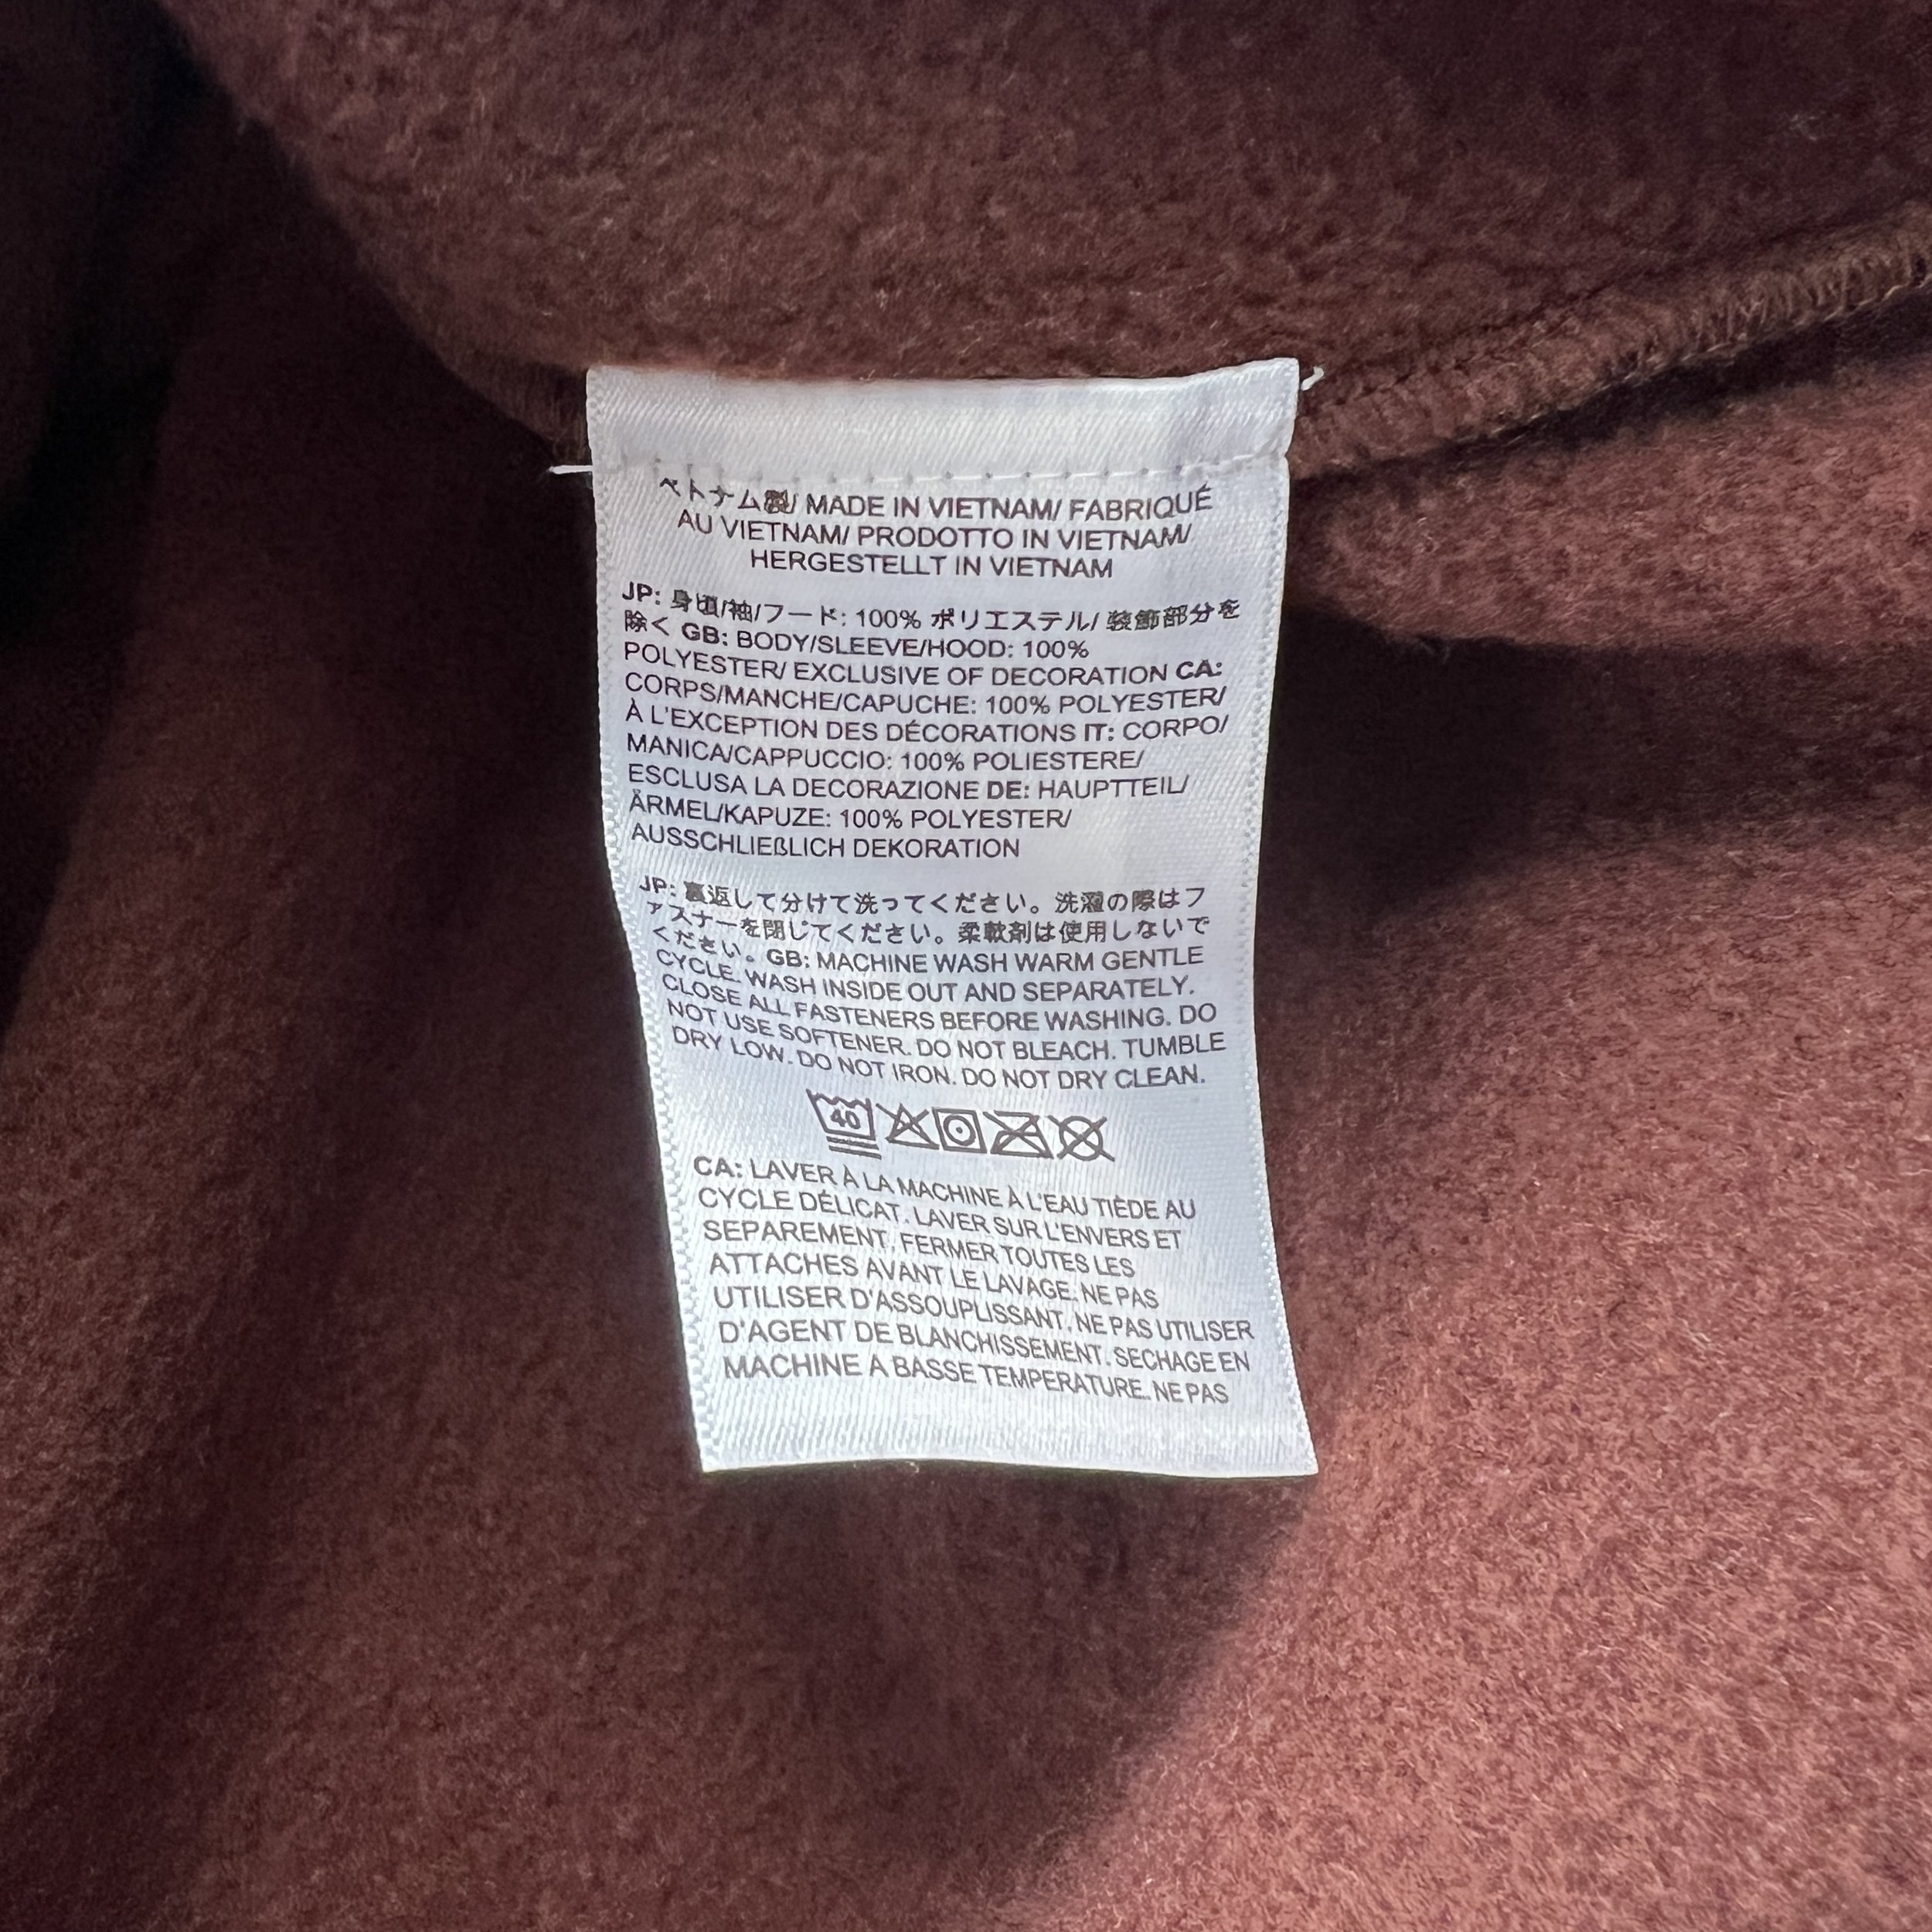 ベトナム製/ MADE IN VIETNAM/ FABRIQUÉ
AU VIETNAM/ PRODOTTO IN VIETNAM/
HERGESTELLT IN VIETNAM
JP: 身頃/袖/フード: 100% ポリエステル/ 装飾部分を
除く GB: BODY/SLEEVE/HOOD: 100%
POLYESTER/ EXCLUSIVE OF DECORATION CA:
CORPS/MANCHE/CAPUCHE: 100% POLYESTER/
À L'EXCEPTION DES DÉCORATIONS IT: CORPO/
MANICA/CAPPUCCIO: 100% POLIESTERE/
ESCLUSA LA DECORAZIONE DE: HAUPTTEIL/
ÄRMEL/KAPUZE: 100% POLYESTER/
AUSSCHLIEßLICH DEKORATION
JP: 裏返して分けて洗ってください。洗濯の際はフ
ァスナーを閉じてください。柔軟剤は使用しないで
ください。GB: MACHINE WASH WARM GENTLE
CYCLE. WASH INSIDE OUT AND SEPARATELY.
CLOSE ALL FASTENERS BEFORE WASHING. DO
NOT USE SOFTENER. DO NOT BLEACH. TUMBLE
DRY LOW. DO NOT IRON. DO NOT DRY CLEAN.
40
CA: LAVER À LA MACHINE À L'EAU TIÈDE AU
CYCLE DÉLICAT. LAVER SUR L'ENVERS ET
SEPAREMENT. FERMER TOUTES LES
ATTACHES AVANT LE LAVAGE. NE PAS
UTILISER D'ASSOUPLISSANT. NE PAS UTILISER
D'AGENT DE BLANCHISSEMENT. SECHAGE EN
MACHINE A BASSE TEMPERATURE. NE PAS